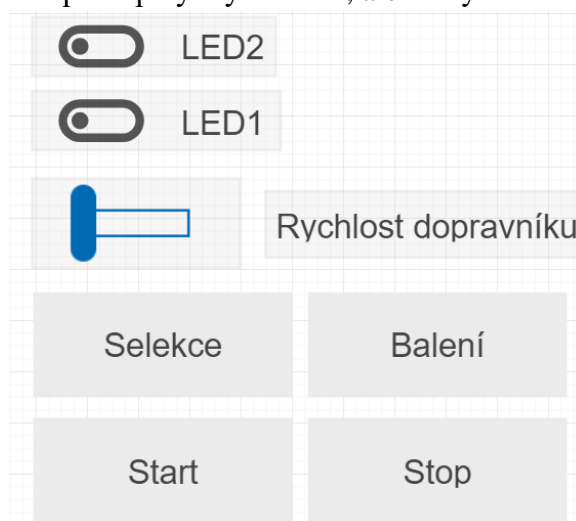 LED2
LED1
Rychlost dopravníku
Selekce Balení
Start Stop